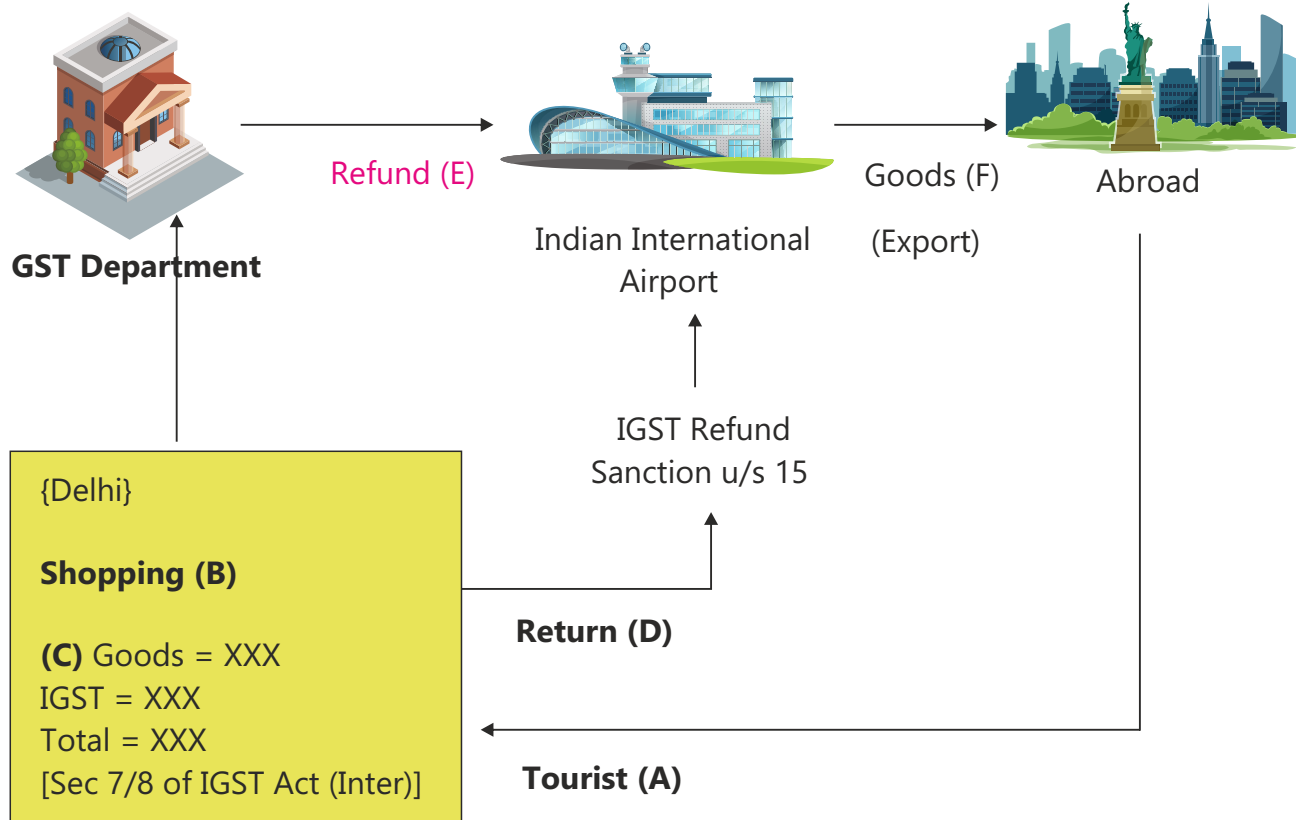 Refund (E)
Goods (F)
(Export)
Abroad
GST Department
Indian International
Airport
IGST Refund
Sanction u/s 15
{Delhi}
Shopping (B)
(C) Goods = XXX
IGST = XXX
Total = XXX
[Sec 7/8 of IGST Act (Inter)]
Return (D)
Tourist (A)